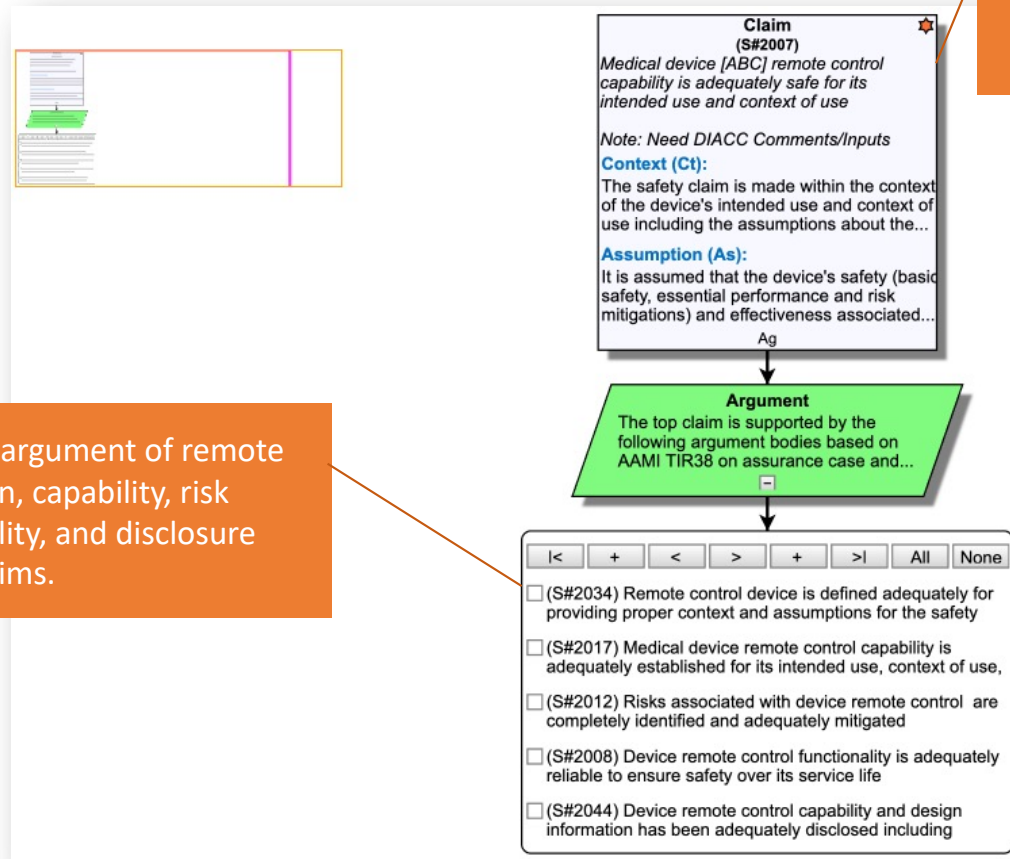 Claim
(S#2007)
Medical device [ABC] remote control
capability is adequately safe for its
intended use and context of use
Note: Need DIACC Comments/Inputs
Context (Ct):
The safety claim is made within the context
of the device's intended use and context of
use including the assumptions about the...
Assumption (As):
It is assumed that the device's safety (basic
safety, essential performance and risk
mitigations) and effectiveness associated...
Ag
Argument
The top claim is supported by the
following argument bodies based on
AAMI TIR38 on assurance case and...
argument of remote
n, capability, risk
lity, and disclosure
ims.
|< + < > + >| All None
(S#2034) Remote control device is defined adequately for
providing proper context and assumptions for the safety
(S#2017) Medical device remote control capability is
adequately established for its intended use, context of use,
(S#2012) Risks associated with device remote control are
completely identified and adequately mitigated
(S#2008) Device remote control functionality is adequately
reliable to ensure safety over its service life
(S#2044) Device remote control capability and design
information has been adequately disclosed including